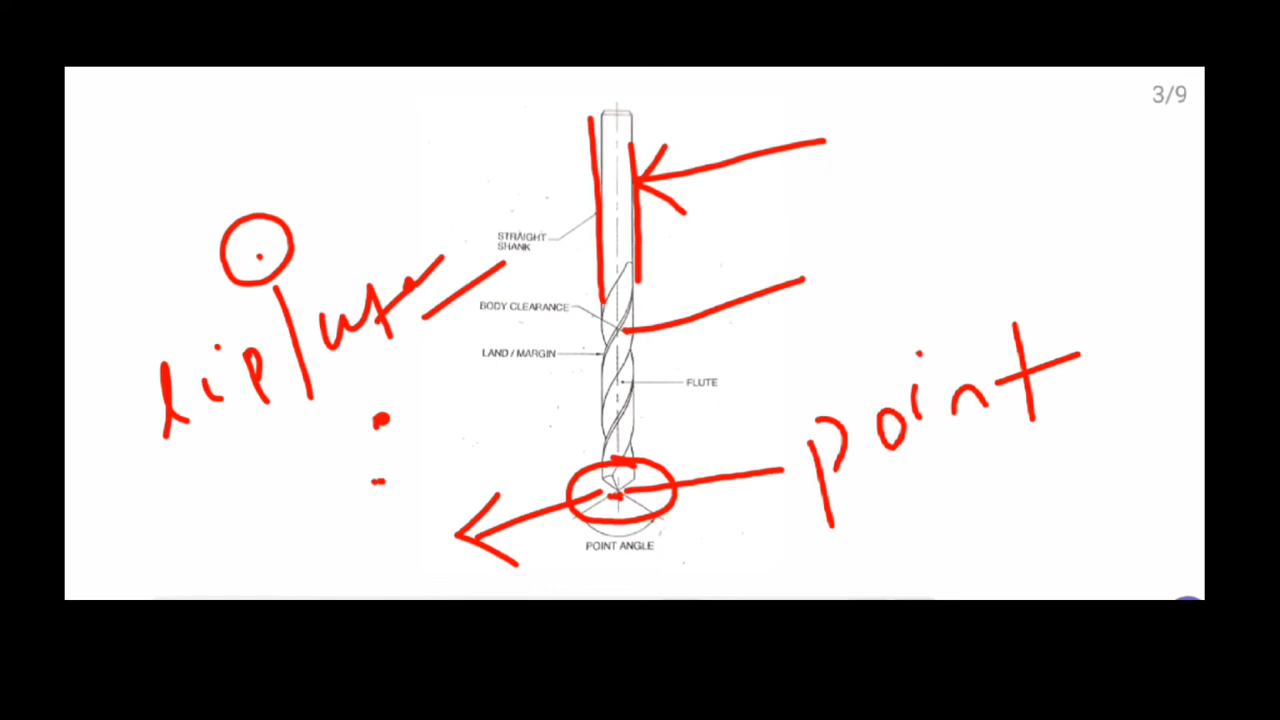 3/9
STRAIGHT
SHANK
BODY CLEARANCE
LAND / MARGIN
FLUTE
lip
point
POINT ANGLE